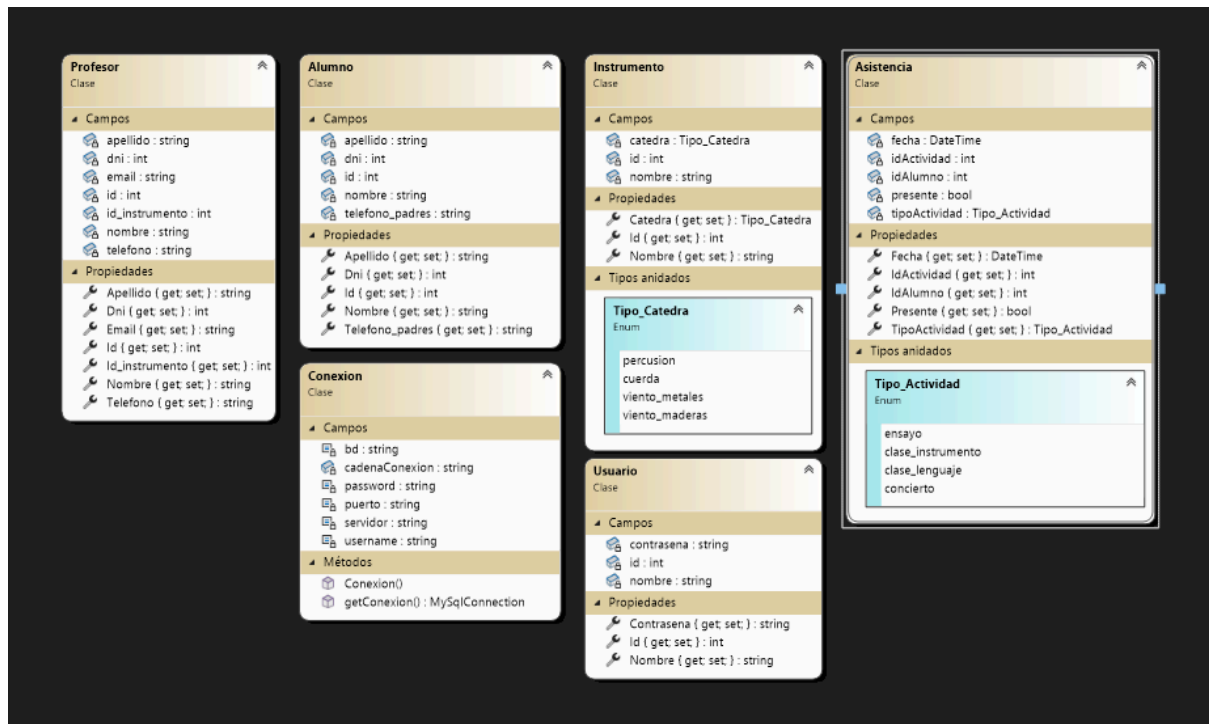 Profesor
Clase
Campos
apellido : string
dni : int
email : string
id : int
id_instrumento : int
nombre : string
telefono : string
Propiedades
Apellido { get; set; } : string
Dni { get; set; } : int
Email { get; set; } : string
Id { get; set; } : int
Id_instrumento { get; set; } : int
Nombre { get; set; } : string
Telefono { get; set; } : string
Alumno
Clase
Campos
apellido : string
dni : int
id : int
nombre : string
telefono_padres : string
Propiedades
Apellido { get; set; } : string
Dni { get; set; } : int
Id { get; set; } : int
Nombre { get; set; } : string
Telefono_padres { get; set; } : string
Conexion
Clase
Campos
bd : string
cadenaConexion : string
password : string
puerto : string
servidor : string
username : string
Métodos
Conexion()
getConexion() : MySqlConnection
Instrumento
Clase
Campos
catedra : Tipo_Catedra
id : int
nombre : string
Propiedades
Catedra { get; set; } : Tipo_Catedra
Id { get; set; } : int
Nombre { get; set; } : string
Tipos anidados
Tipo_Catedra
Enum
percusion
cuerda
viento_metales
viento_maderas
Usuario
Clase
Campos
contrasena : string
id : int
nombre : string
Propiedades
Contrasena { get; set; } : string
Id { get; set; } : int
Nombre { get; set; } : string
Asistencia
Clase
Campos
fecha : DateTime
idActividad : int
idAlumno : int
presente : bool
tipoActividad : Tipo_Actividad
Propiedades
Fecha { get; set; } : DateTime
IdActividad { get; set; } : int
IdAlumno { get; set; } : int
Presente { get; set; } : bool
TipoActividad { get; set; } : Tipo_Actividad
Tipos anidados
Tipo_Actividad
Enum
ensayo
clase_instrumento
clase_lenguaje
concierto